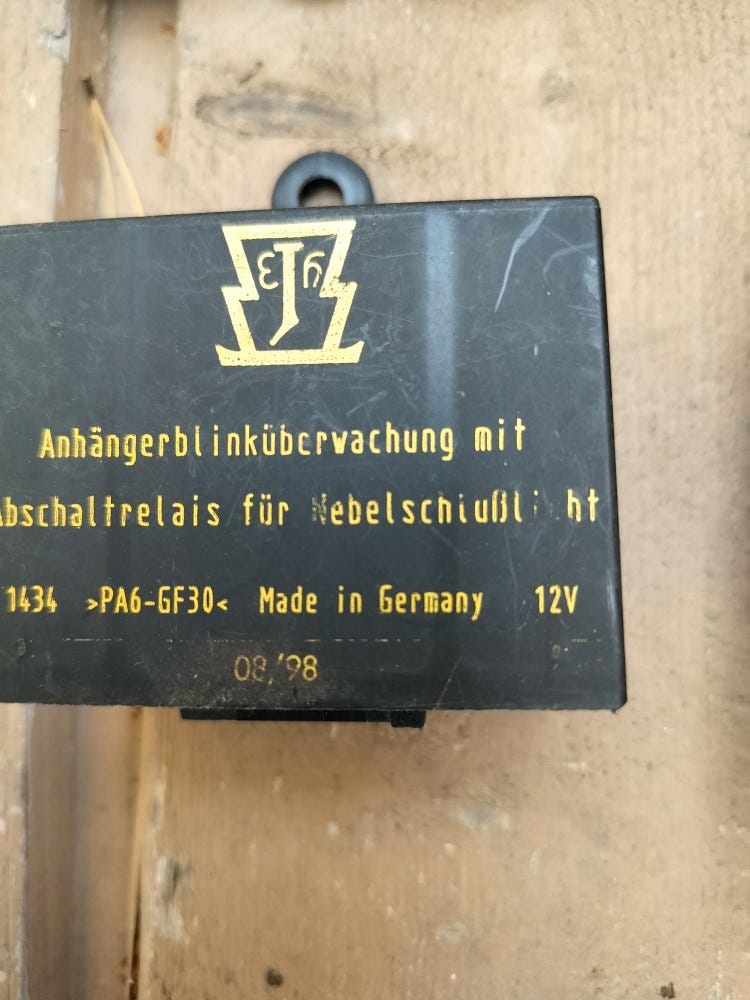 Anhängerblinküberwachung mit
Abschaltrelais für Nebelschlußlicht
1434 >PA6-GF30< Made in Germany 12V
08/'98